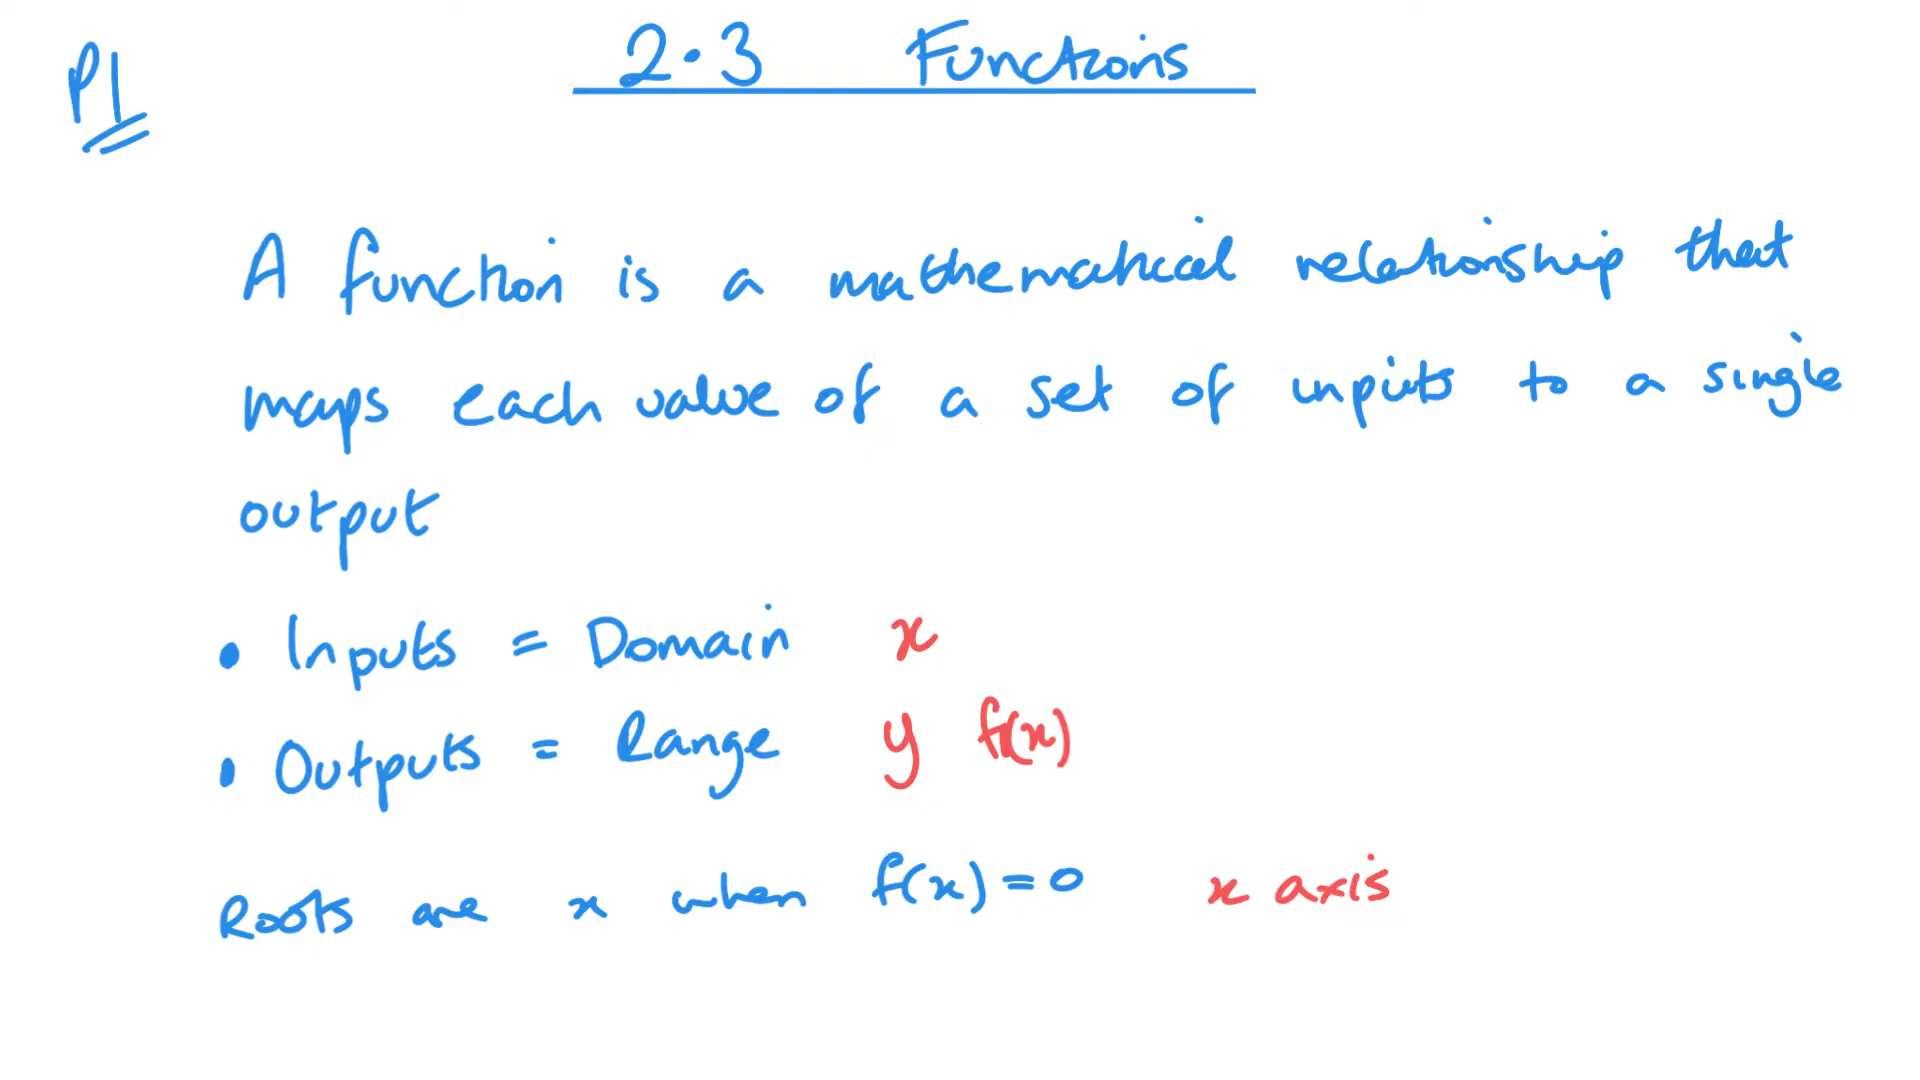 P1
2.3 Functions
A function is a mathematical relationship that
maps each value of a set of inputs to a single
output
• Inputs = Domain x
• Outputs = Range y f(x)
Roots are x when f(x) = 0 x axis